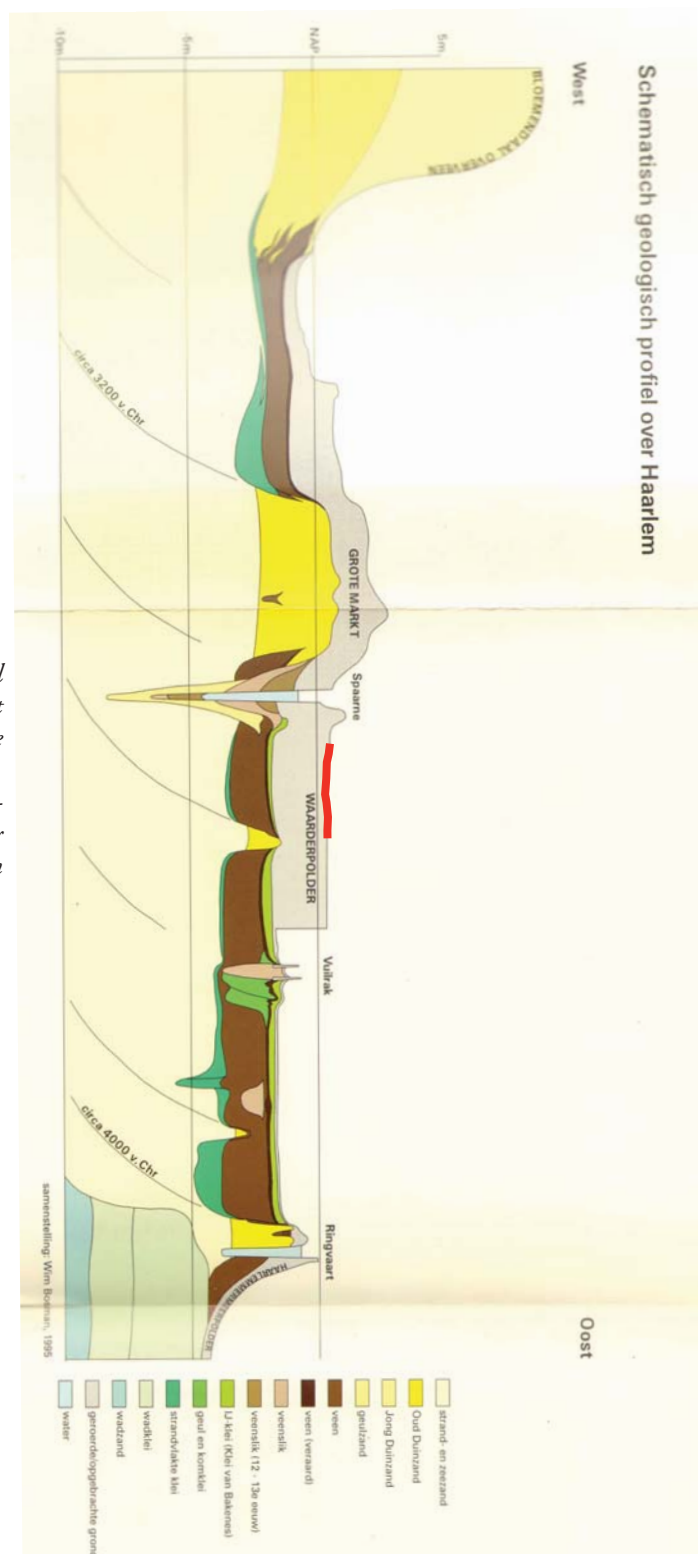 Schematisch geologisch profiel over Haarlem
West
Oost
5m.
NAP
-5m
-10m
BLOEMENDAAL OVERVEEN
GROTE MARKT
Spaarne
WAARDERPOLDER
Vuilrak
Ringvaart
HAARLEMMERMEERPOLDER
circa 3200 v. Chr
circa 4000 v. Chr
samenstelling: Wim Bosman, 1995
strand- en zeezand
Oud Duinzand
Jong Duinzand
geulzand
veen
veen (veraard)
veenslik
veenslik (12 - 13e eeuw)
IJ-klei (Klei van Bakenes)
geul en komklei
strandvlakte klei
wadklei
wadzand
geroerde/opgebrachte grond
water